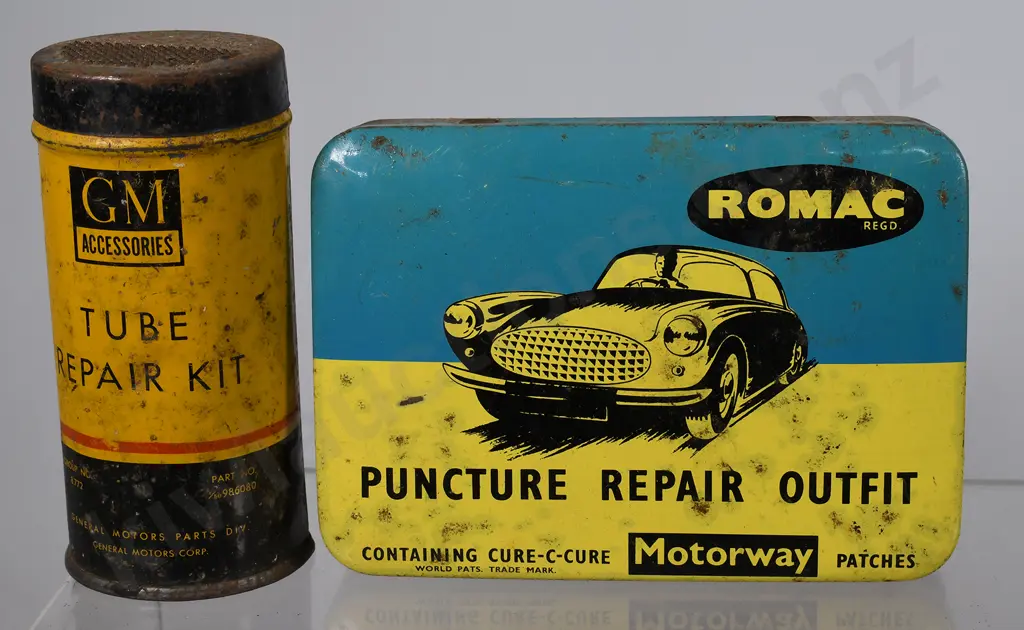 GM
ACCESSORIES
TUBE
REPAIR KIT
PART NO.
986080
GENERAL MOTORS PARTS DIV.
GENERAL MOTORS CORP.
ROMAC
REGD.
PUNCTURE REPAIR OUTFIT
CONTAINING CURE-C-CURE Motorway PATCHES
WORLD PATS. TRADE MARK.